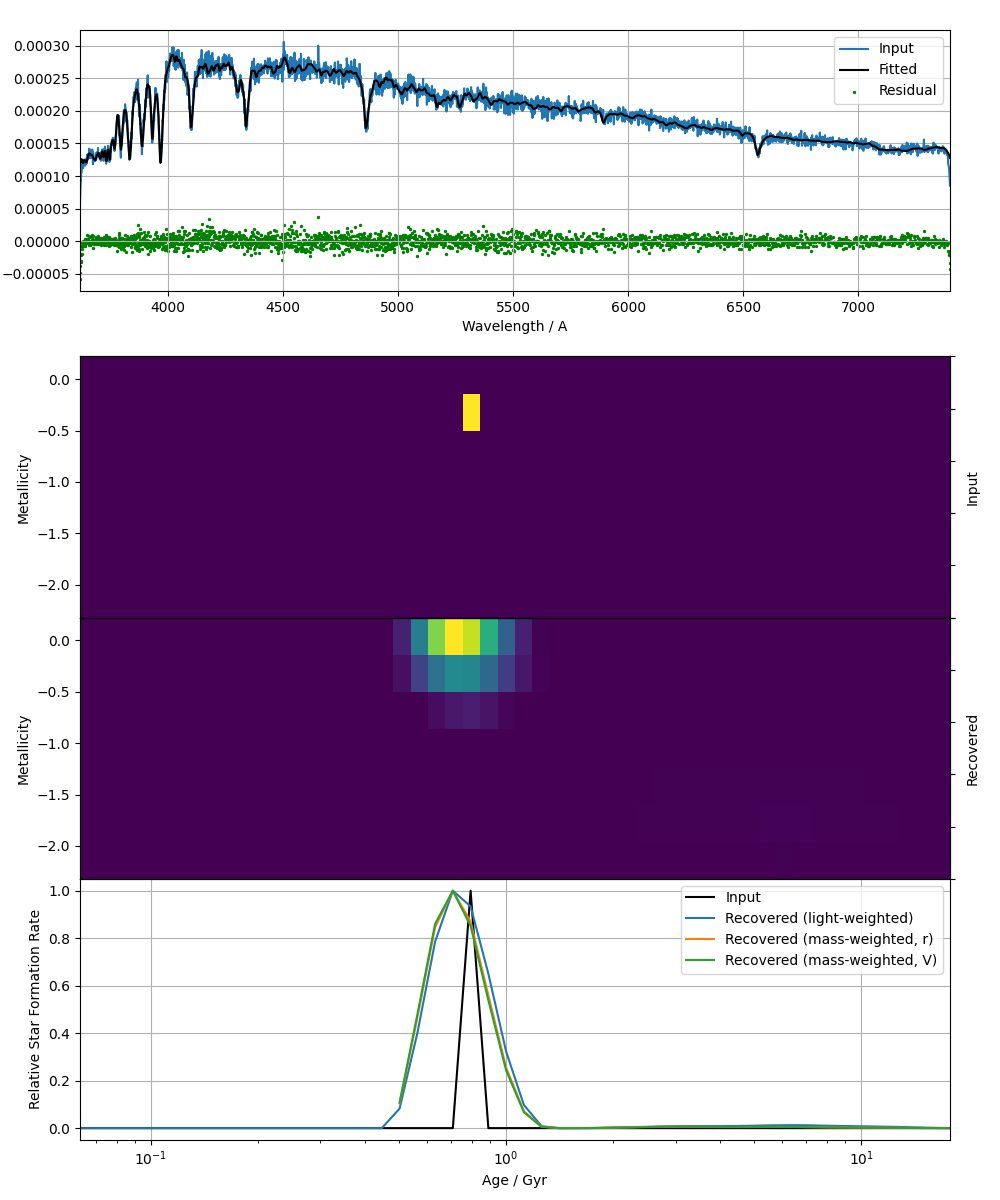 0.00030
0.00025
0.00020
0.00015
0.00010
0.00005
0.00000
−0.00005
Input
Fitted
Residual
4000 4500 5000 5500 6000 6500 7000
Wavelength / A
0.0
−0.5
−1.0
−1.5
−2.0
Metallicity
Input
0.0
−0.5
−1.0
−1.5
−2.0
Metallicity
Recovered
1.0
0.8
0.6
0.4
0.2
0.0
Relative Star Formation Rate
Input
Recovered (light-weighted)
Recovered (mass-weighted, r)
Recovered (mass-weighted, V)
10⁻¹ 10⁰ 10¹
Age / Gyr